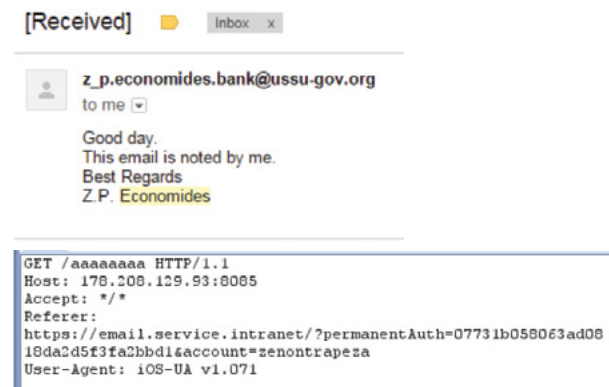 [Received] Inbox x
z_p.economides.bank@ussu-gov.org
to me
Good day.
This email is noted by me.
Best Regards
Z.P. Economides
GET /aaaaaaaa HTTP/1.1
Host: 178.208.129.93:8085
Accept: */*
Referer:
https://email.service.intranet/?permanentAuth=07731b058063ad08
18da2d5f3fa2bbd1&account=zenontrapeza
User-Agent: iOS-UA v1.071